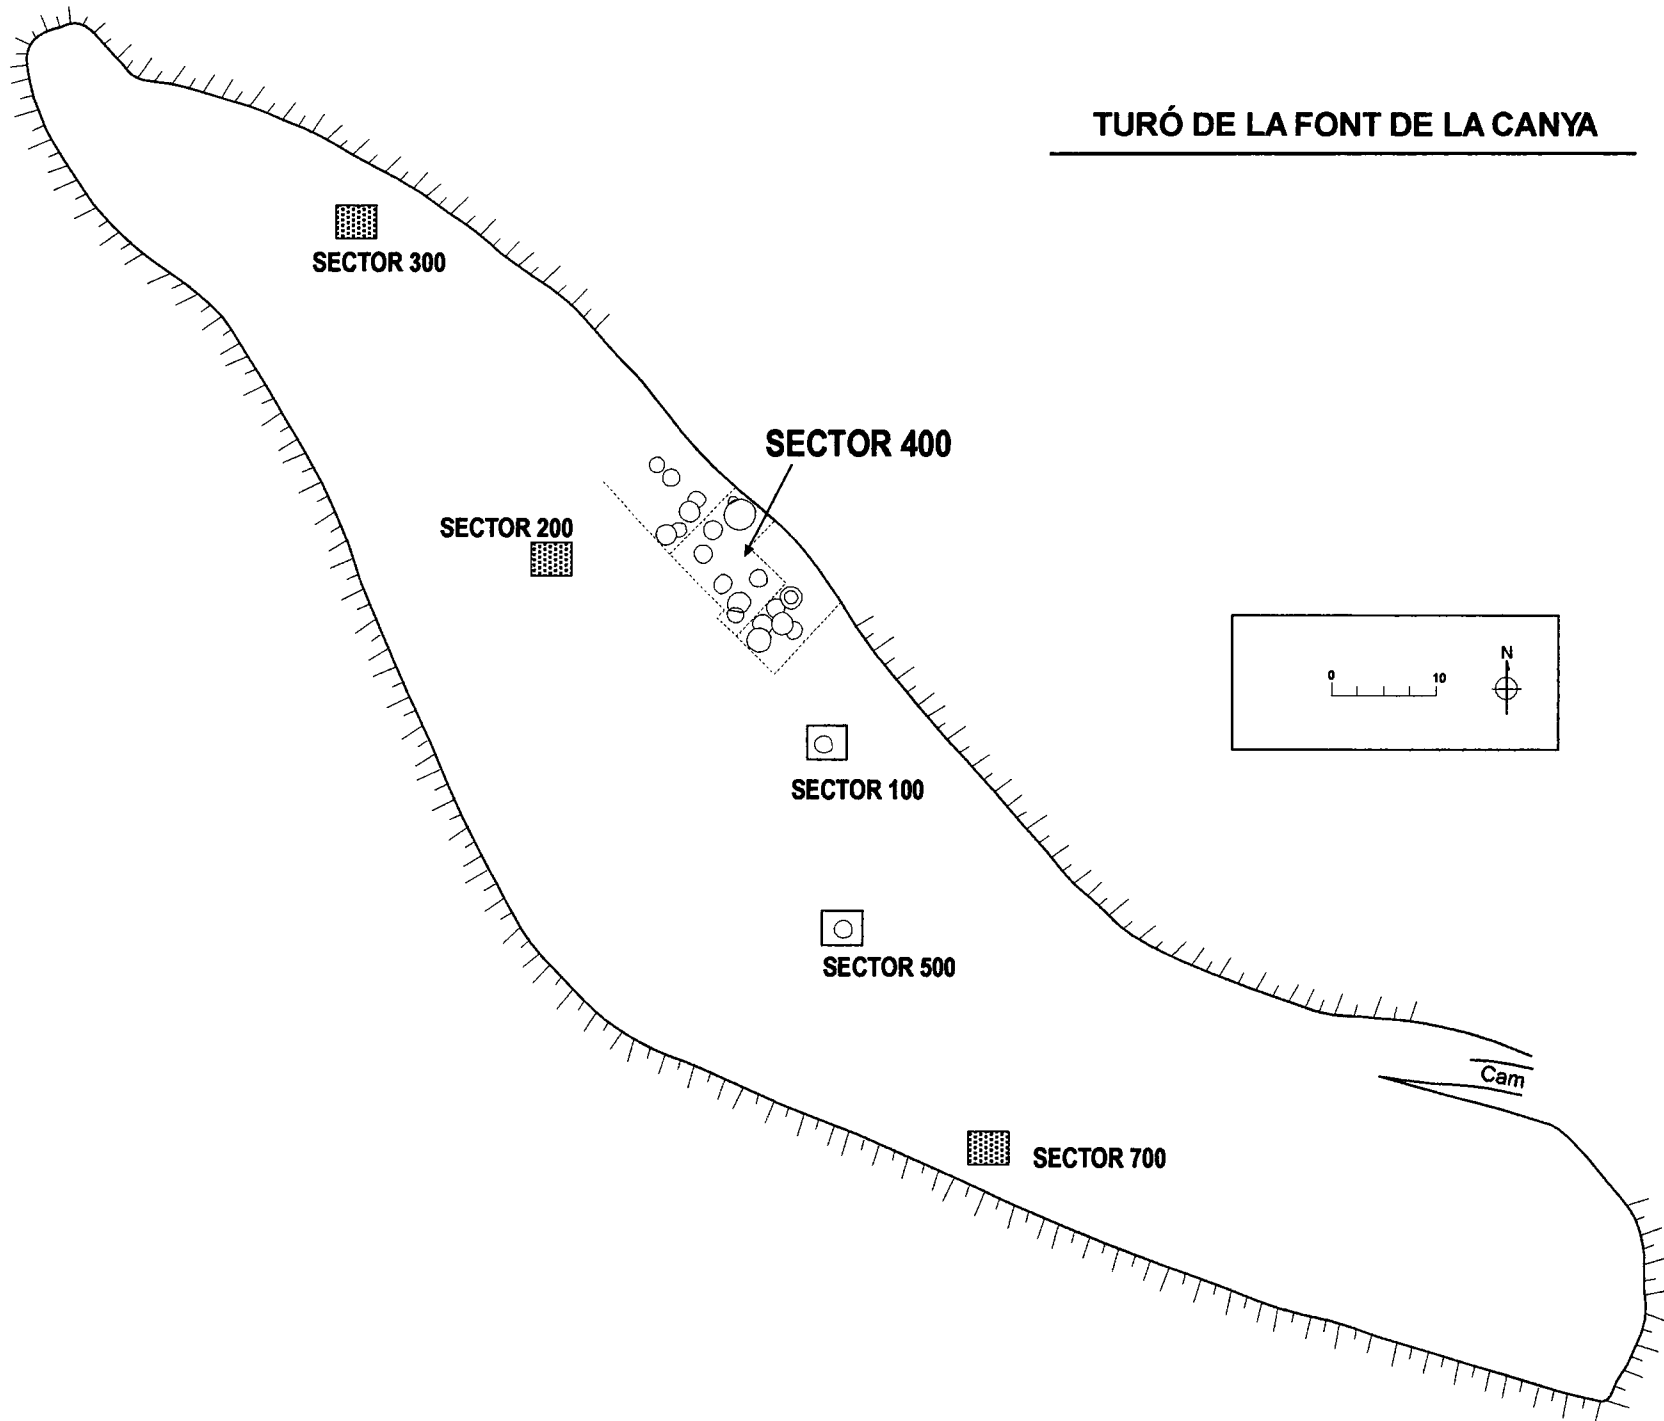 TURÓ DE LA FONT DE LA CANYA
SECTOR 300
SECTOR 400
SECTOR 200
N
0 10
SECTOR 100
SECTOR 500
Cam
SECTOR 700